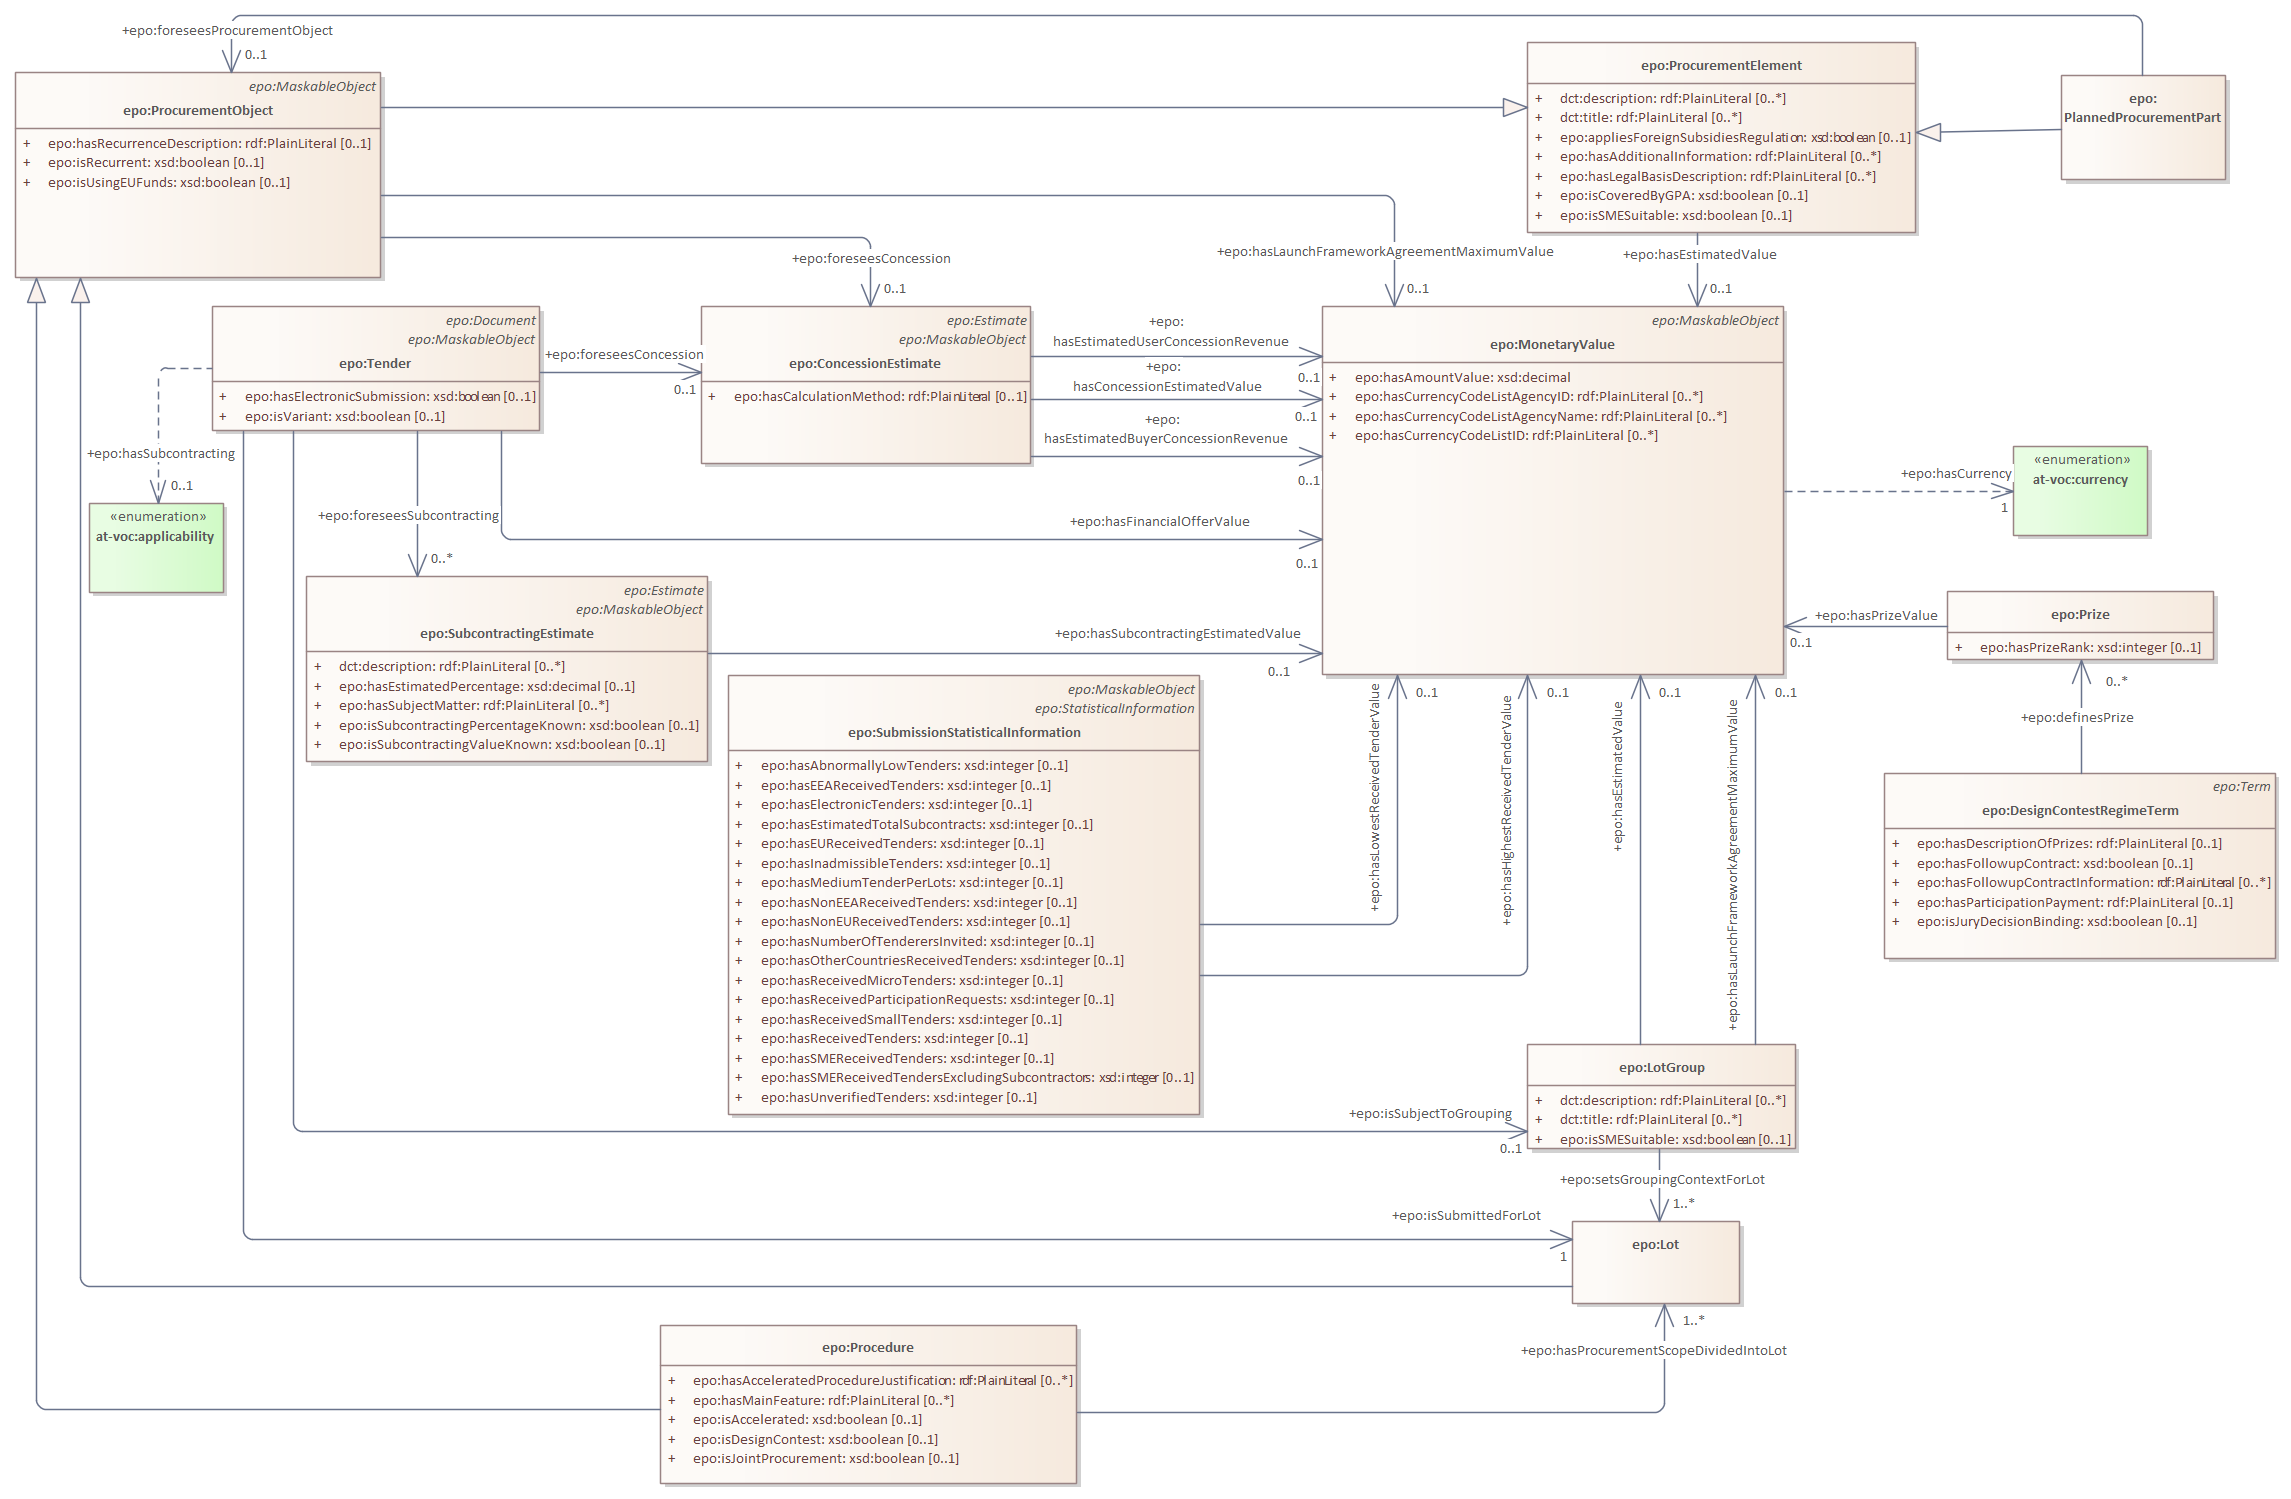 +epo:foreseesProcurementObject
0..1
epo:MaskableObject
epo:ProcurementObject
+ epo:hasRecurrenceDescription: rdf:PlainLiteral [0..1]
+ epo:isRecurrent: xsd:boolean [0..1]
+ epo:isUsingEUFunds: xsd:boolean [0..1]
epo:ProcurementElement
+ dct:description: rdf:PlainLiteral [0..*]
+ dct:title: rdf:PlainLiteral [0..*]
+ epo:appliesForeignSubsidiesRegulation: xsd:boolean [0..1]
+ epo:hasAdditionalInformation: rdf:PlainLiteral [0..*]
+ epo:hasLegalBasisDescription: rdf:PlainLiteral [0..*]
+ epo:isCoveredByGPA: xsd:boolean [0..1]
+ epo:isSMESuitable: xsd:boolean [0..1]
epo:
PlannedProcurementPart
+epo:hasLaunchFrameworkAgreementMaximumValue
0..1
+epo:hasEstimatedValue
0..1
+epo:foreseesConcession
0..1
epo:Document
epo:MaskableObject
epo:Tender
+ epo:hasElectronicSubmission: xsd:boolean [0..1]
+ epo:isVariant: xsd:boolean [0..1]
+epo:foreseesConcession
0..1
epo:Estimate
epo:MaskableObject
epo:ConcessionEstimate
+ epo:hasCalculationMethod: rdf:PlainLiteral [0..1]
+epo:
hasEstimatedUserConcessionRevenue
0..1
+epo:
hasConcessionEstimatedValue
0..1
+epo:
hasEstimatedBuyerConcessionRevenue
0..1
epo:MaskableObject
epo:MonetaryValue
+ epo:hasAmountValue: xsd:decimal
+ epo:hasCurrencyCodeListAgencyID: rdf:PlainLiteral [0..*]
+ epo:hasCurrencyCodeListAgencyName: rdf:PlainLiteral [0..*]
+ epo:hasCurrencyCodeListID: rdf:PlainLiteral [0..*]
+epo:hasCurrency
1
«enumeration»
at-voc:currency
+epo:hasSubcontracting
0..1
«enumeration»
at-voc:applicability
+epo:foreseesSubcontracting
0..*
+epo:hasFinancialOfferValue
0..1
epo:Estimate
epo:MaskableObject
epo:SubcontractingEstimate
+ dct:description: rdf:PlainLiteral [0..*]
+ epo:hasEstimatedPercentage: xsd:decimal [0..1]
+ epo:hasSubjectMatter: rdf:PlainLiteral [0..*]
+ epo:isSubcontractingPercentageKnown: xsd:boolean [0..1]
+ epo:isSubcontractingValueKnown: xsd:boolean [0..1]
+epo:hasSubcontractingEstimatedValue
0..1
epo:Prize
+ epo:hasPrizeRank: xsd:integer [0..1]
+epo:hasPrizeValue
0..1
0..*
+epo:definesPrize
epo:Term
epo:DesignContestRegimeTerm
+ epo:hasDescriptionOfPrizes: rdf:PlainLiteral [0..1]
+ epo:hasFollowupContract: xsd:boolean [0..1]
+ epo:hasFollowupContractInformation: rdf:PlainLiteral [0..*]
+ epo:hasParticipationPayment: rdf:PlainLiteral [0..1]
+ epo:isJuryDecisionBinding: xsd:boolean [0..1]
epo:MaskableObject
epo:StatisticalInformation
epo:SubmissionStatisticalInformation
+ epo:hasAbnormallyLowTenders: xsd:integer [0..1]
+ epo:hasEEAReceivedTenders: xsd:integer [0..1]
+ epo:hasElectronicTenders: xsd:integer [0..1]
+ epo:hasEstimatedTotalSubcontracts: xsd:integer [0..1]
+ epo:hasEUReceivedTenders: xsd:integer [0..1]
+ epo:hasInadmissibleTenders: xsd:integer [0..1]
+ epo:hasMediumTenderPerLots: xsd:integer [0..1]
+ epo:hasNonEEAReceivedTenders: xsd:integer [0..1]
+ epo:hasNonEUReceivedTenders: xsd:integer [0..1]
+ epo:hasNumberOfTenderersInvited: xsd:integer [0..1]
+ epo:hasOtherCountriesReceivedTenders: xsd:integer [0..1]
+ epo:hasReceivedMicroTenders: xsd:integer [0..1]
+ epo:hasReceivedParticipationRequests: xsd:integer [0..1]
+ epo:hasReceivedSmallTenders: xsd:integer [0..1]
+ epo:hasReceivedTenders: xsd:integer [0..1]
+ epo:hasSMEReceivedTenders: xsd:integer [0..1]
+ epo:hasSMEReceivedTendersExcludingSubcontractors: xsd:integer [0..1]
+ epo:hasUnverifiedTenders: xsd:integer [0..1]
+epo:hasLowestReceivedTenderValue
0..1
+epo:hasHighestReceivedTenderValue
0..1
+epo:hasEstimatedValue
0..1
+epo:hasLaunchFrameworkAgreementMaximumValue
0..1
epo:LotGroup
+ dct:description: rdf:PlainLiteral [0..*]
+ dct:title: rdf:PlainLiteral [0..*]
+ epo:isSMESuitable: xsd:boolean [0..1]
+epo:isSubjectToGrouping
0..1
+epo:setsGroupingContextForLot
1..*
+epo:isSubmittedForLot
1
epo:Lot
1..*
+epo:hasProcurementScopeDividedIntoLot
epo:Procedure
+ epo:hasAcceleratedProcedureJustification: rdf:PlainLiteral [0..*]
+ epo:hasMainFeature: rdf:PlainLiteral [0..*]
+ epo:isAccelerated: xsd:boolean [0..1]
+ epo:isDesignContest: xsd:boolean [0..1]
+ epo:isJointProcurement: xsd:boolean [0..1]